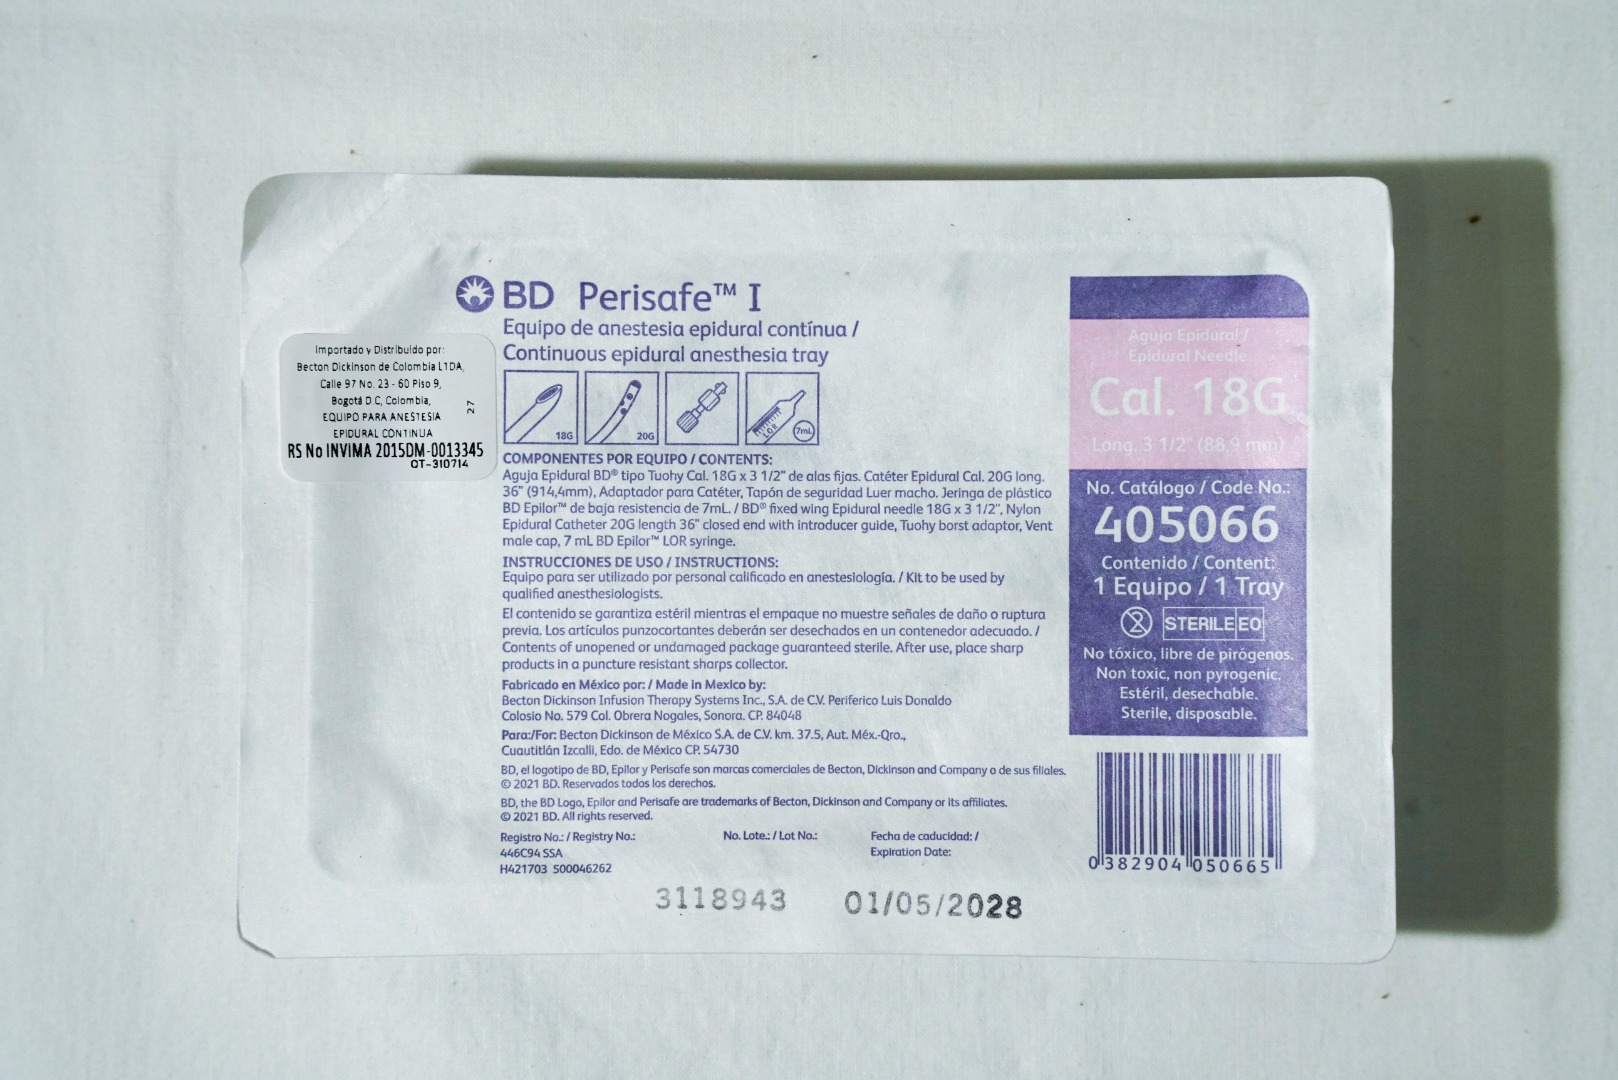 BD Perisafe™ I
Equipo de anestesia epidural contínua /
Continuous epidural anesthesia tray
18G
20G
LOR
7mL
COMPONENTES POR EQUIPO / CONTENTS:
Aguja Epidural BD® tipo Tuohy Cal. 18G x 3 1/2" de alas fijas. Catéter Epidural Cal. 20G long.
36" (914,4mm), Adaptador para Catéter, Tapón de seguridad Luer macho. Jeringa de plástico
BD Epilor™ de baja resistencia de 7mL. / BD® fixed wing Epidural needle 18G x 3 1/2", Nylon
Epidural Catheter 20G length 36" closed end with introducer guide, Tuohy borst adaptor, Vent
male cap, 7 mL BD Epilor™ LOR syringe.
INSTRUCCIONES DE USO / INSTRUCTIONS:
Equipo para ser utilizado por personal calificado en anestesiología. / Kit to be used by
qualified anesthesiologists.
El contenido se garantiza estéril mientras el empaque no muestre señales de daño o ruptura
previa. Los artículos punzocortantes deberán ser desechados en un contenedor adecuado. /
Contents of unopened or undamaged package guaranteed sterile. After use, place sharp
products in a puncture resistant sharps collector.
Fabricado en México por: / Made in Mexico by:
Becton Dickinson Infusion Therapy Systems Inc., S.A. de C.V. Periferico Luis Donaldo
Colosio No. 579 Col. Obrera Nogales, Sonora. CP. 84048
Para:/For: Becton Dickinson de México S.A. de C.V. km. 37.5, Aut. Méx.-Qro.,
Cuautitlán Izcalli, Edo. de México CP. 54730
BD, el logotipo de BD, Epilor y Perisafe son marcas comerciales de Becton, Dickinson and Company o de sus filiales.
© 2021 BD. Reservados todos los derechos.
BD, the BD Logo, Epilor and Perisafe are trademarks of Becton, Dickinson and Company or its affiliates.
© 2021 BD. All rights reserved.
Registro No.: / Registry No.:
446C94 SSA
H421703 500046262
No. Lote.: / Lot No.:
3118943
Fecha de caducidad: /
Expiration Date:
01/05/2028
Importado y Distribuido por:
Becton Dickinson de Colombia LTDA,
Calle 97 No. 23 - 60 Piso 9,
Bogotá D.C, Colombia,
EQUIPO PARA ANESTESIA
EPIDURAL CONTINUA
27
RS No INVIMA 2015DM-0013345
OT-310714
Aguja Epidural /
Epidural Needle
Cal. 18G
Long. 3 1/2" (88,9 mm)
No. Catálogo / Code No.:
405066
Contenido / Content:
1 Equipo / 1 Tray
2 STERILE EO
No tóxico, libre de pirógenos.
Non toxic, non pyrogenic.
Estéril, desechable.
Sterile, disposable.
0 382904 050665